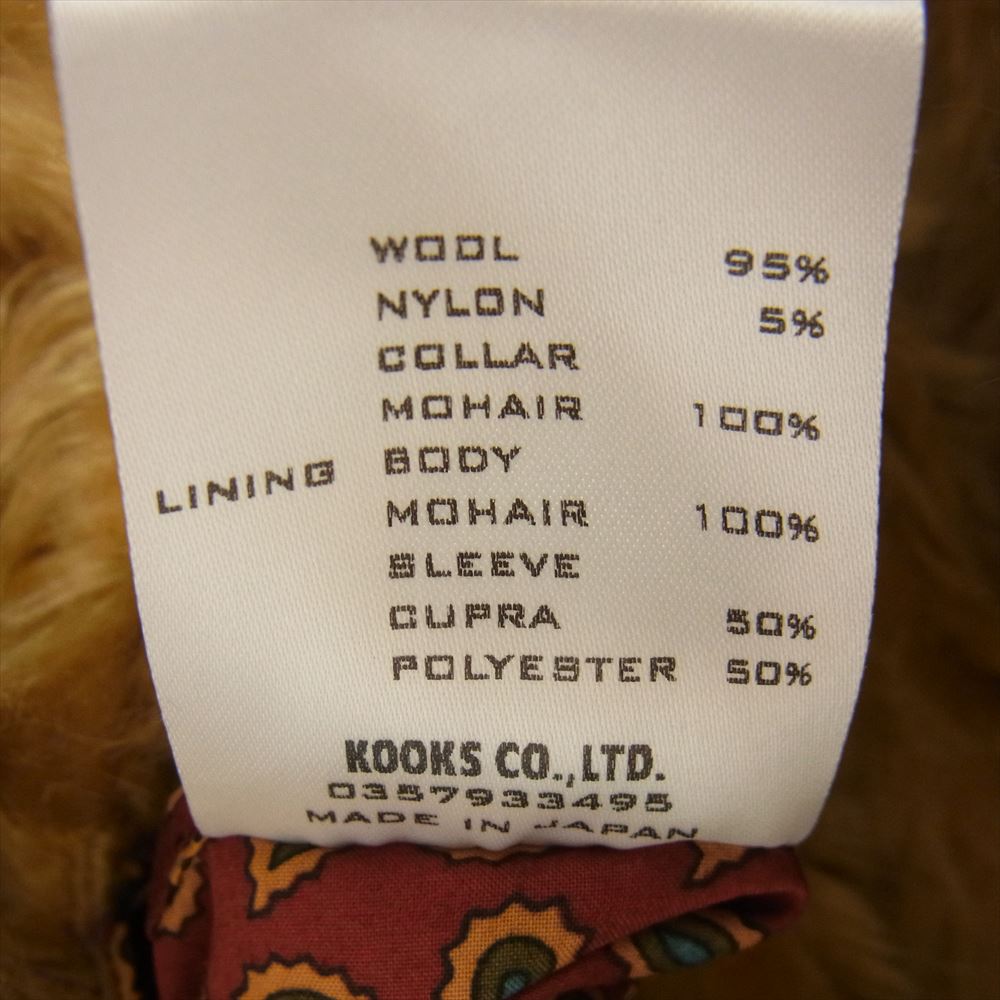 WOOL 95%
NYLON 5%
COLLAR
MOHAIR 100%
LINING BODY
MOHAIR 100%
SLEEVE
CUPRA 50%
POLYESTER 50%
KOOKS CO.,LTD.
0357933495
MADE IN JAPAN